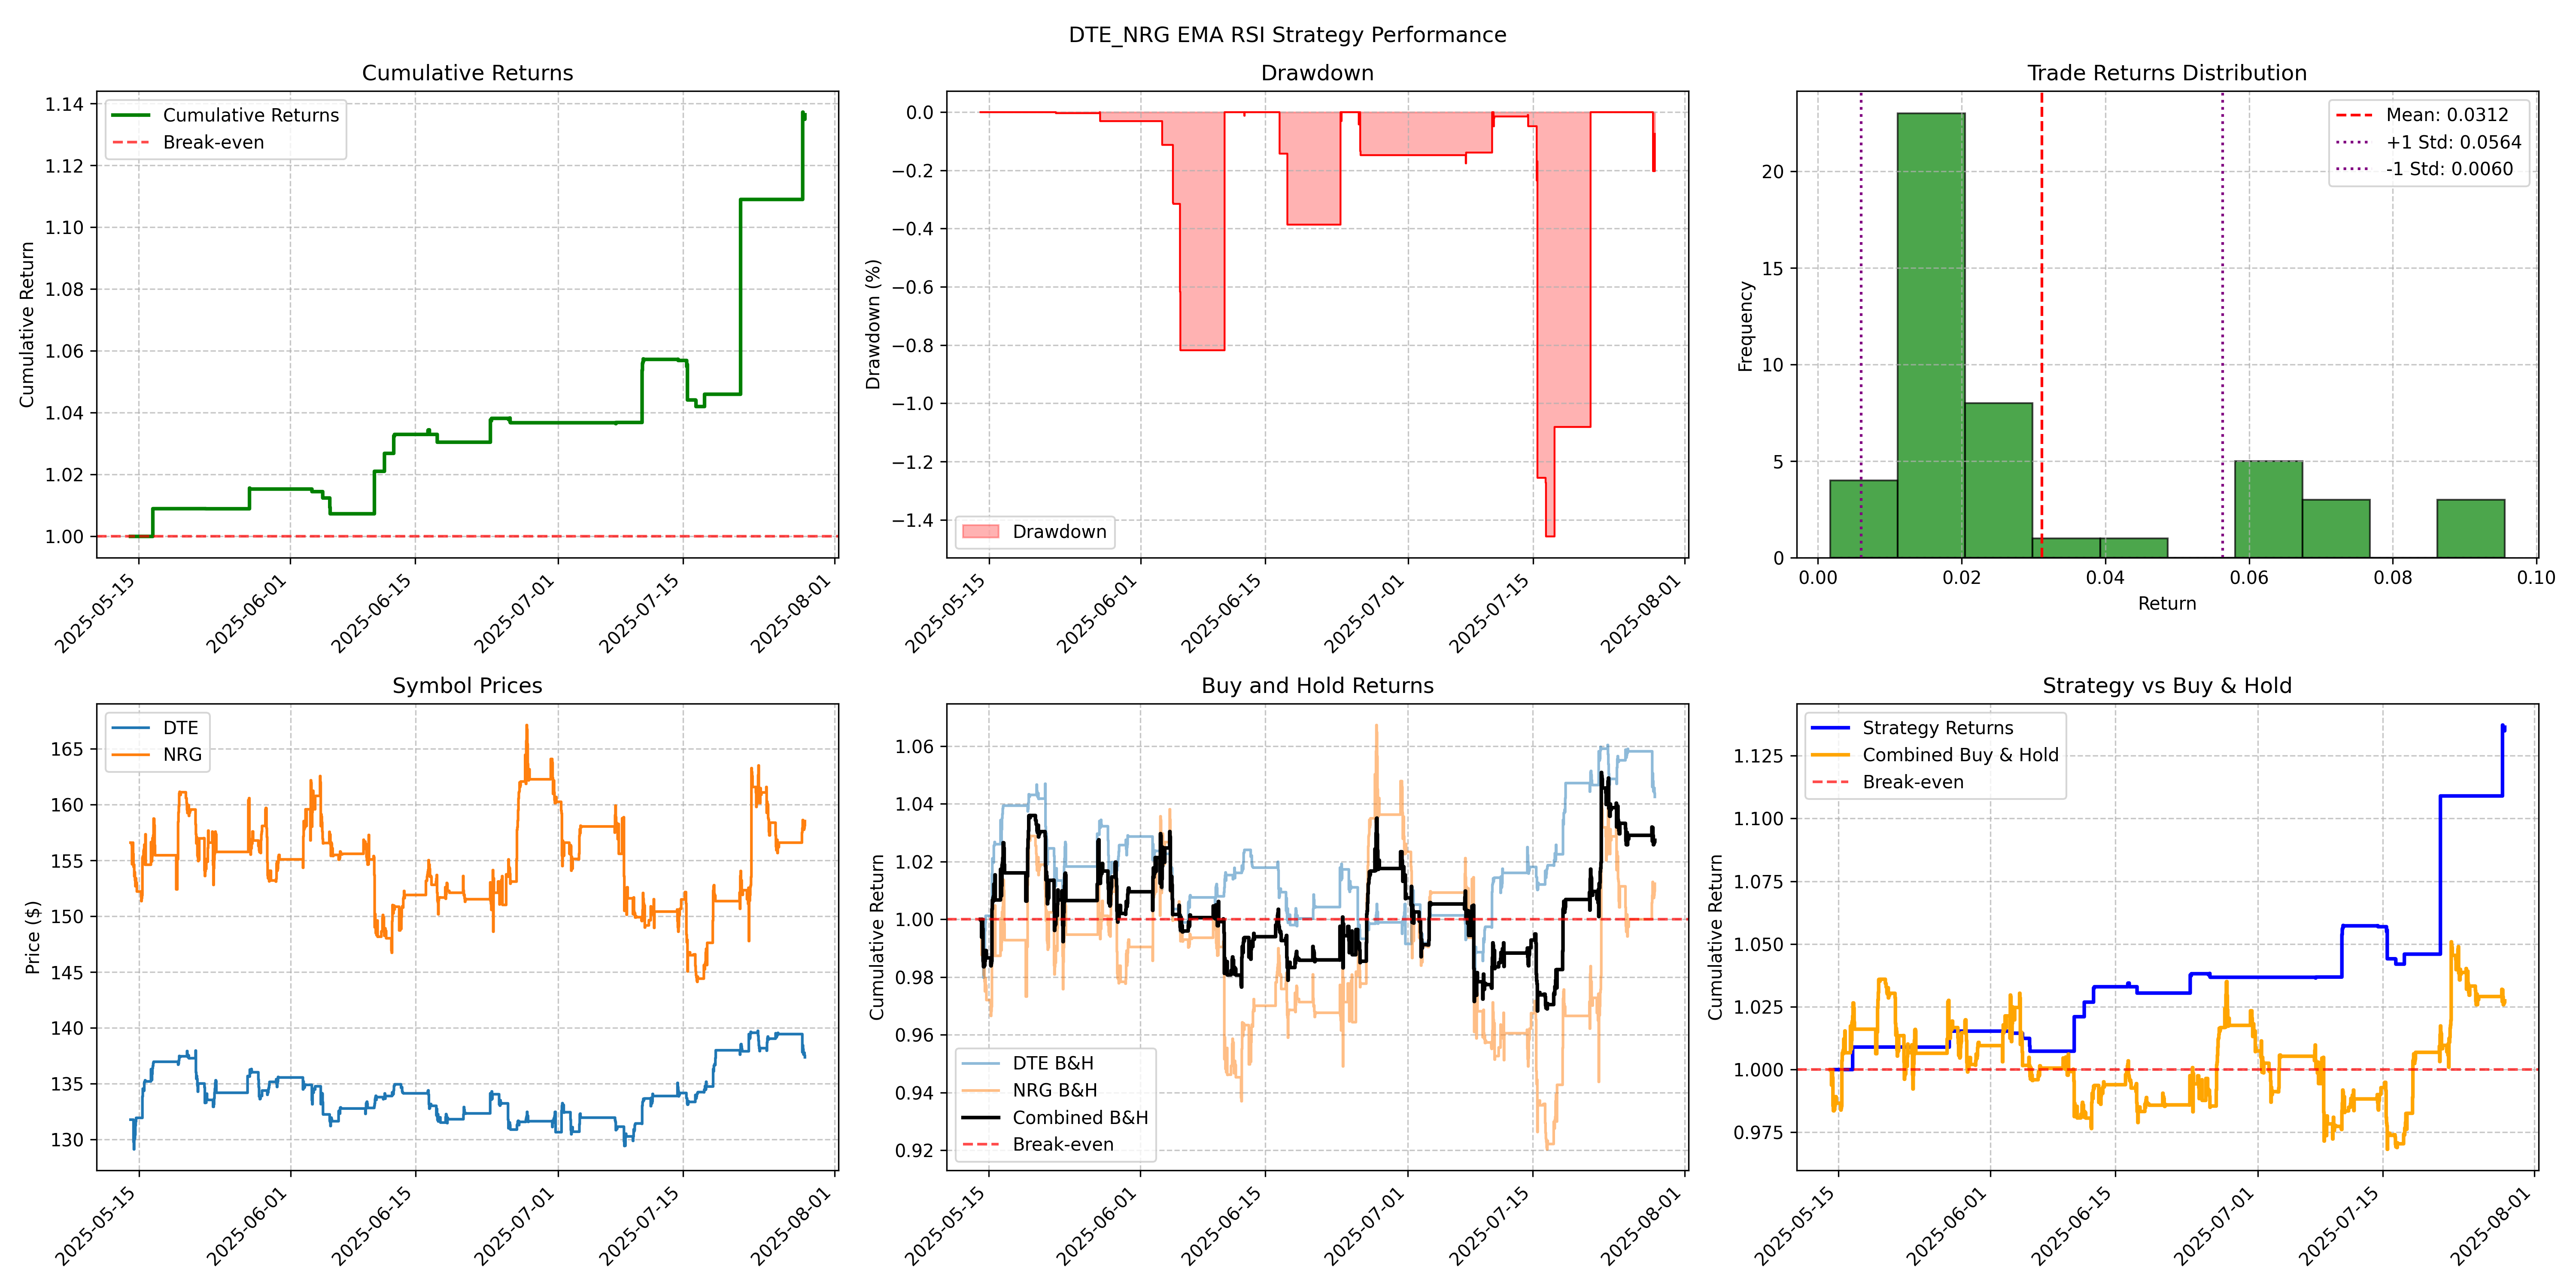 DTE_NRG EMA RSI Strategy Performance
Cumulative Returns
Cumulative Returns
Break-even
Cumulative Return
1.14
1.12
1.10
1.08
1.06
1.04
1.02
1.00
2025-05-15
2025-06-01
2025-06-15
2025-07-01
2025-07-15
2025-08-01
Drawdown
Drawdown (%)
0.0
−0.2
−0.4
−0.6
−0.8
−1.0
−1.2
−1.4
Drawdown
2025-05-15
2025-06-01
2025-06-15
2025-07-01
2025-07-15
2025-08-01
Trade Returns Distribution
Mean: 0.0312
+1 Std: 0.0564
-1 Std: 0.0060
Frequency
20
15
10
5
0
0.00
0.02
0.04
0.06
0.08
0.10
Return
Symbol Prices
DTE
NRG
Price ($)
165
160
155
150
145
140
135
130
2025-05-15
2025-06-01
2025-06-15
2025-07-01
2025-07-15
2025-08-01
Buy and Hold Returns
Cumulative Return
1.06
1.04
1.02
1.00
0.98
0.96
0.94
0.92
DTE B&H
NRG B&H
Combined B&H
Break-even
2025-05-15
2025-06-01
2025-06-15
2025-07-01
2025-07-15
2025-08-01
Strategy vs Buy & Hold
Strategy Returns
Combined Buy & Hold
Break-even
Cumulative Return
1.125
1.100
1.075
1.050
1.025
1.000
0.975
2025-05-15
2025-06-01
2025-06-15
2025-07-01
2025-07-15
2025-08-01